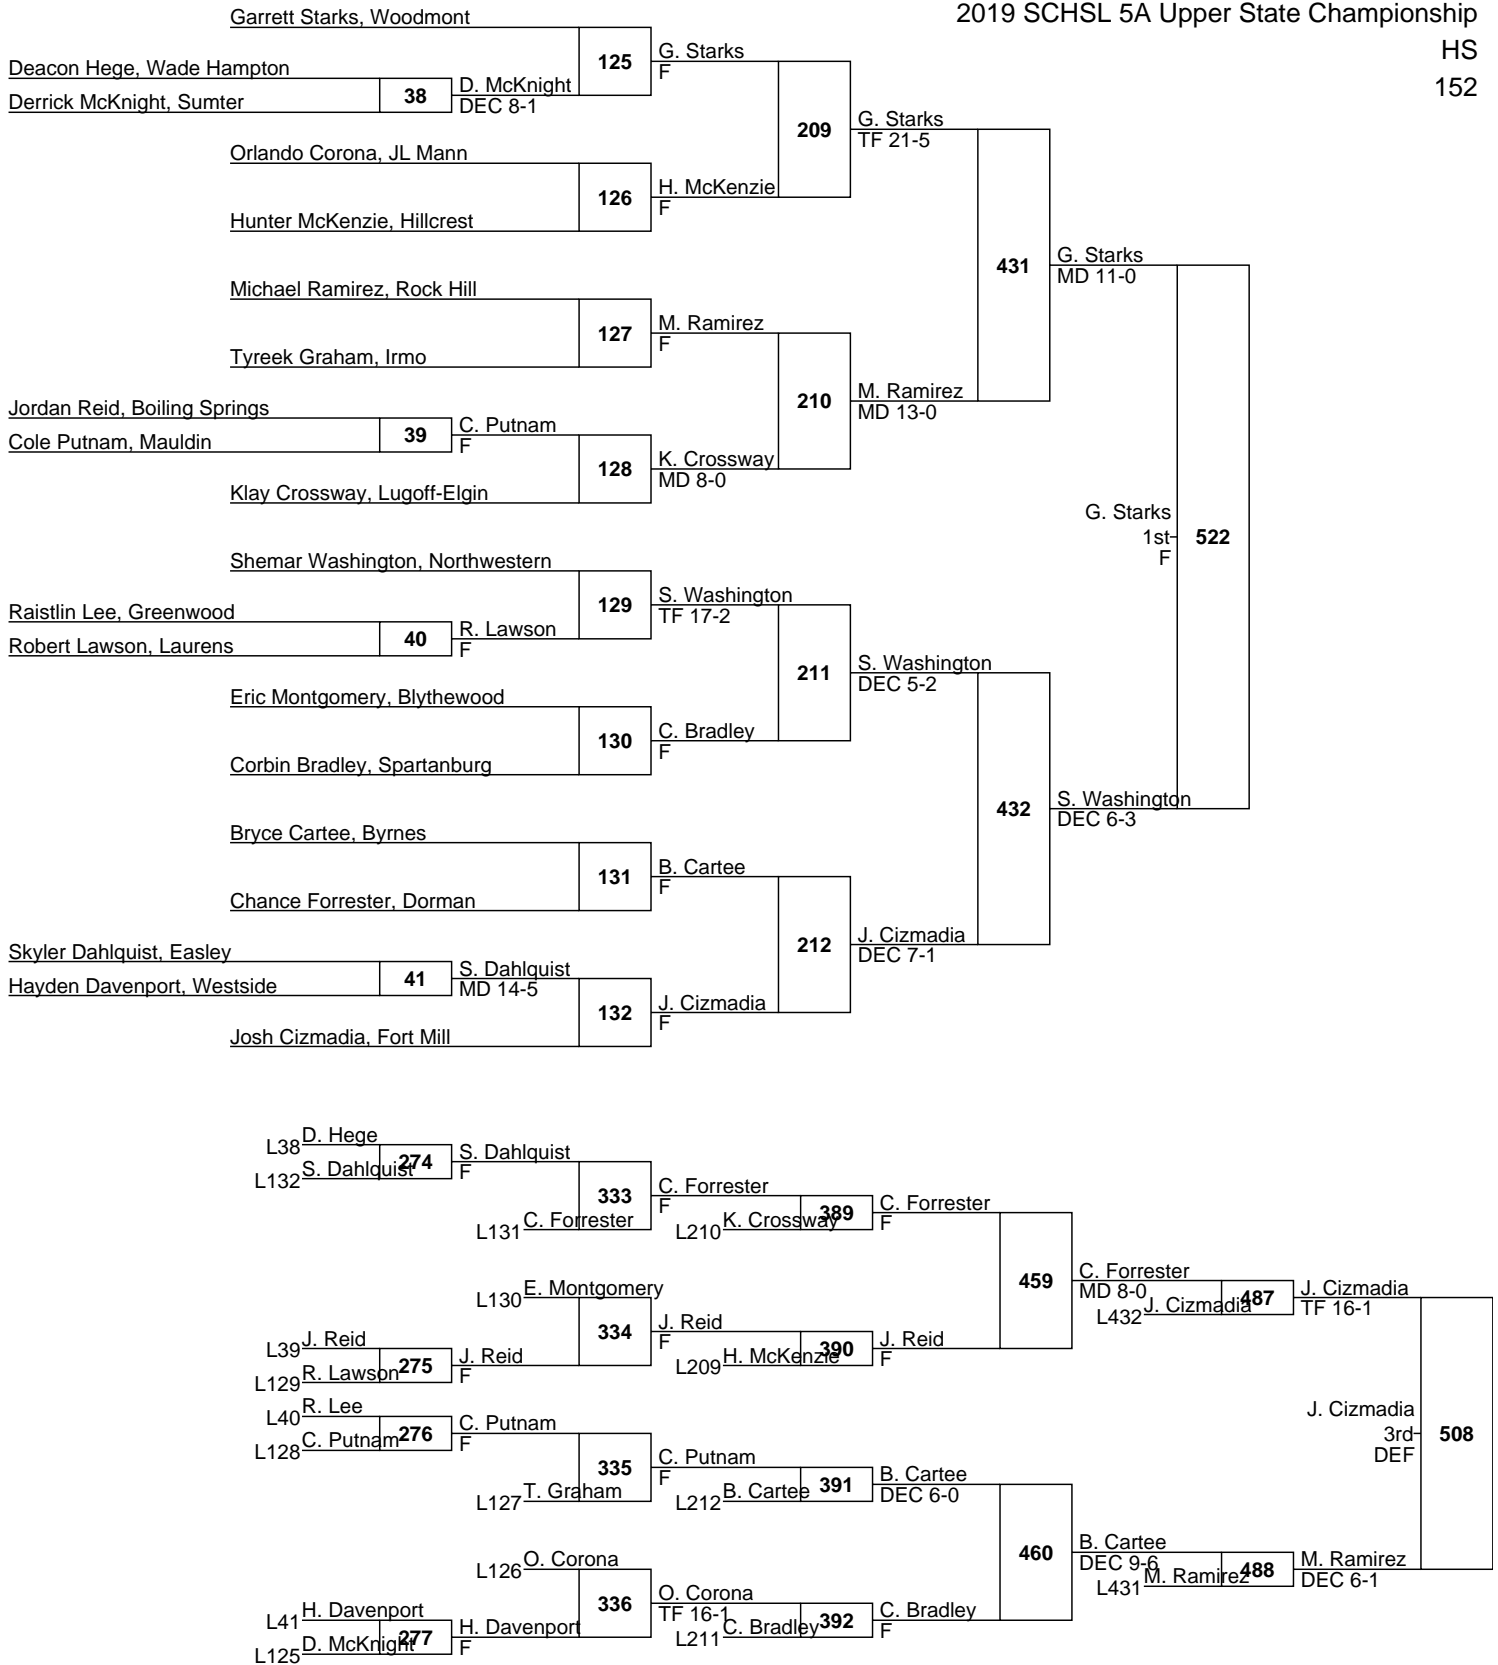 2019 SCHSL 5A Upper State Championship
HS
152
Garrett Starks, Woodmont
125
G. Starks
F
Deacon Hege, Wade Hampton
Derrick McKnight, Sumter
38
D. McKnight
DEC 8-1
209
G. Starks
TF 21-5
Orlando Corona, JL Mann
126
H. McKenzie
F
Hunter McKenzie, Hillcrest
431
G. Starks
MD 11-0
Michael Ramirez, Rock Hill
127
M. Ramirez
F
Tyreek Graham, Irmo
210
M. Ramirez
MD 13-0
Jordan Reid, Boiling Springs
Cole Putnam, Mauldin
39
C. Putnam
F
128
K. Crossway
MD 8-0
Klay Crossway, Lugoff-Elgin
G. Starks
1st
F
522
Shemar Washington, Northwestern
129
S. Washington
TF 17-2
Raistlin Lee, Greenwood
Robert Lawson, Laurens
40
R. Lawson
F
211
S. Washington
DEC 5-2
Eric Montgomery, Blythewood
130
C. Bradley
F
Corbin Bradley, Spartanburg
432
S. Washington
DEC 6-3
Bryce Cartee, Byrnes
131
B. Cartee
F
Chance Forrester, Dorman
212
J. Cizmadia
DEC 7-1
Skyler Dahlquist, Easley
Hayden Davenport, Westside
41
S. Dahlquist
MD 14-5
132
J. Cizmadia
F
Josh Cizmadia, Fort Mill
L38
D. Hege
L132
S. Dahlquist
274
S. Dahlquist
F
333
C. Forrester
F
L131
C. Forrester
L210
K. Crossway
389
C. Forrester
F
L130
E. Montgomery
334
J. Reid
F
L39
J. Reid
L129
R. Lawson
275
J. Reid
F
L209
H. McKenzie
390
J. Reid
F
459
C. Forrester
MD 8-0
L432
J. Cizmadia
487
J. Cizmadia
TF 16-1
L40
R. Lee
L128
C. Putnam
276
C. Putnam
F
335
C. Putnam
F
L127
T. Graham
L212
B. Cartee
391
B. Cartee
DEC 6-0
J. Cizmadia
3rd
DEF
508
L126
O. Corona
336
O. Corona
TF 16-1
L41
H. Davenport
L125
D. McKnight
277
H. Davenport
F
L211
C. Bradley
392
C. Bradley
F
460
B. Cartee
DEC 9-6
L431
M. Ramirez
488
M. Ramirez
DEC 6-1